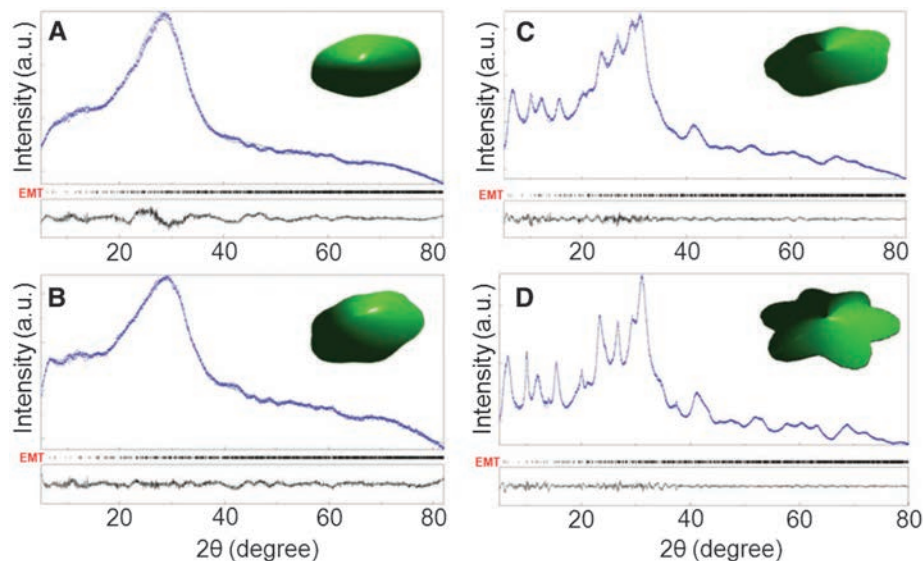 A
Intensity (a.u.)
EMT
20 40 60 80
B
Intensity (a.u.)
EMT
20 40 60 80
2θ (degree)
C
Intensity (a.u.)
EMT
20 40 60 80
D
Intensity (a.u.)
EMT
20 40 60 80
2θ (degree)